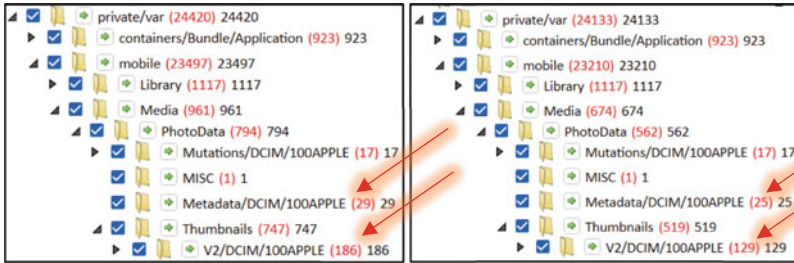 private/var (24420) 24420
containers/Bundle/Application (923) 923
mobile (23497) 23497
Library (1117) 1117
Media (961) 961
PhotoData (794) 794
Mutations/DCIM/100APPLE (17) 17
MISC (1) 1
Metadata/DCIM/100APPLE (29) 29
Thumbnails (747) 747
V2/DCIM/100APPLE (186) 186
private/var (24133) 24133
containers/Bundle/Application (923) 923
mobile (23210) 23210
Library (1117) 1117
Media (674) 674
PhotoData (562) 562
Mutations/DCIM/100APPLE (17) 17
MISC (1) 1
Metadata/DCIM/100APPLE (25) 25
Thumbnails (519) 519
V2/DCIM/100APPLE (129) 129